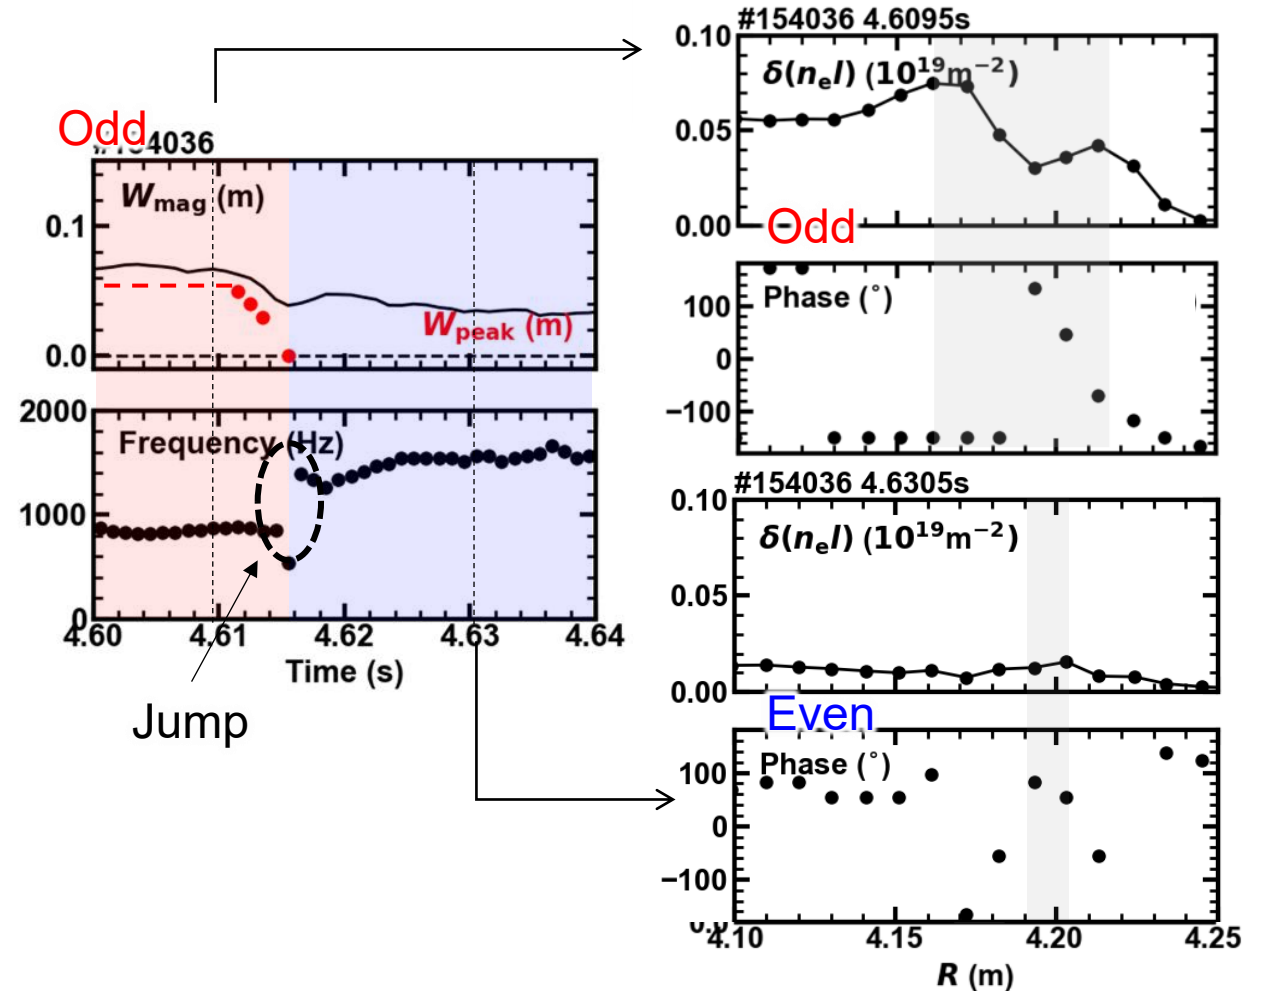 Odd
#154036
W_mag (m)
0.1
0.0
W_peak (m)
2000
1000
0
Frequency (Hz)
4.60 4.61 4.62 4.63 4.64
Time (s)
Jump
#154036 4.6095s
0.10
0.05
0.00
δ(n_e l) (10^19 m^−2)
Odd
Phase (°)
100
0
−100
#154036 4.6305s
0.10
0.05
0.00
δ(n_e l) (10^19 m^−2)
Even
Phase (°)
100
0
−100
0.0
4.10 4.15 4.20 4.25
R (m)